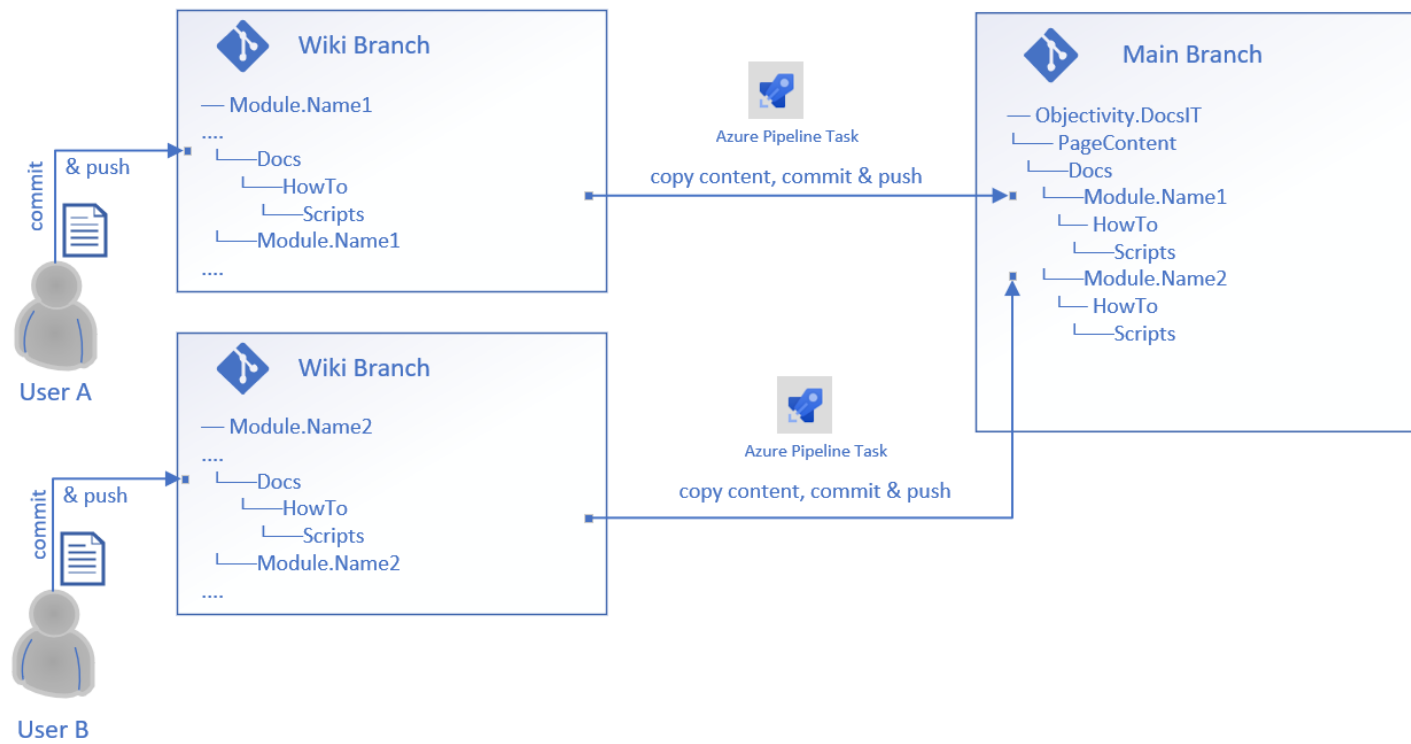 Wiki Branch
— Module.Name1
....
└──Docs
└──HowTo
└──Scripts
└──Module.Name1
....
commit
& push
User A
Azure Pipeline Task
copy content, commit & push
Main Branch
— Objectivity.DocsIT
└── PageContent
└──Docs
└──Module.Name1
└── HowTo
└──Scripts
└──Module.Name2
└── HowTo
└──Scripts
Wiki Branch
— Module.Name2
....
└──Docs
└──HowTo
└──Scripts
└──Module.Name2
....
commit
& push
User B
Azure Pipeline Task
copy content, commit & push